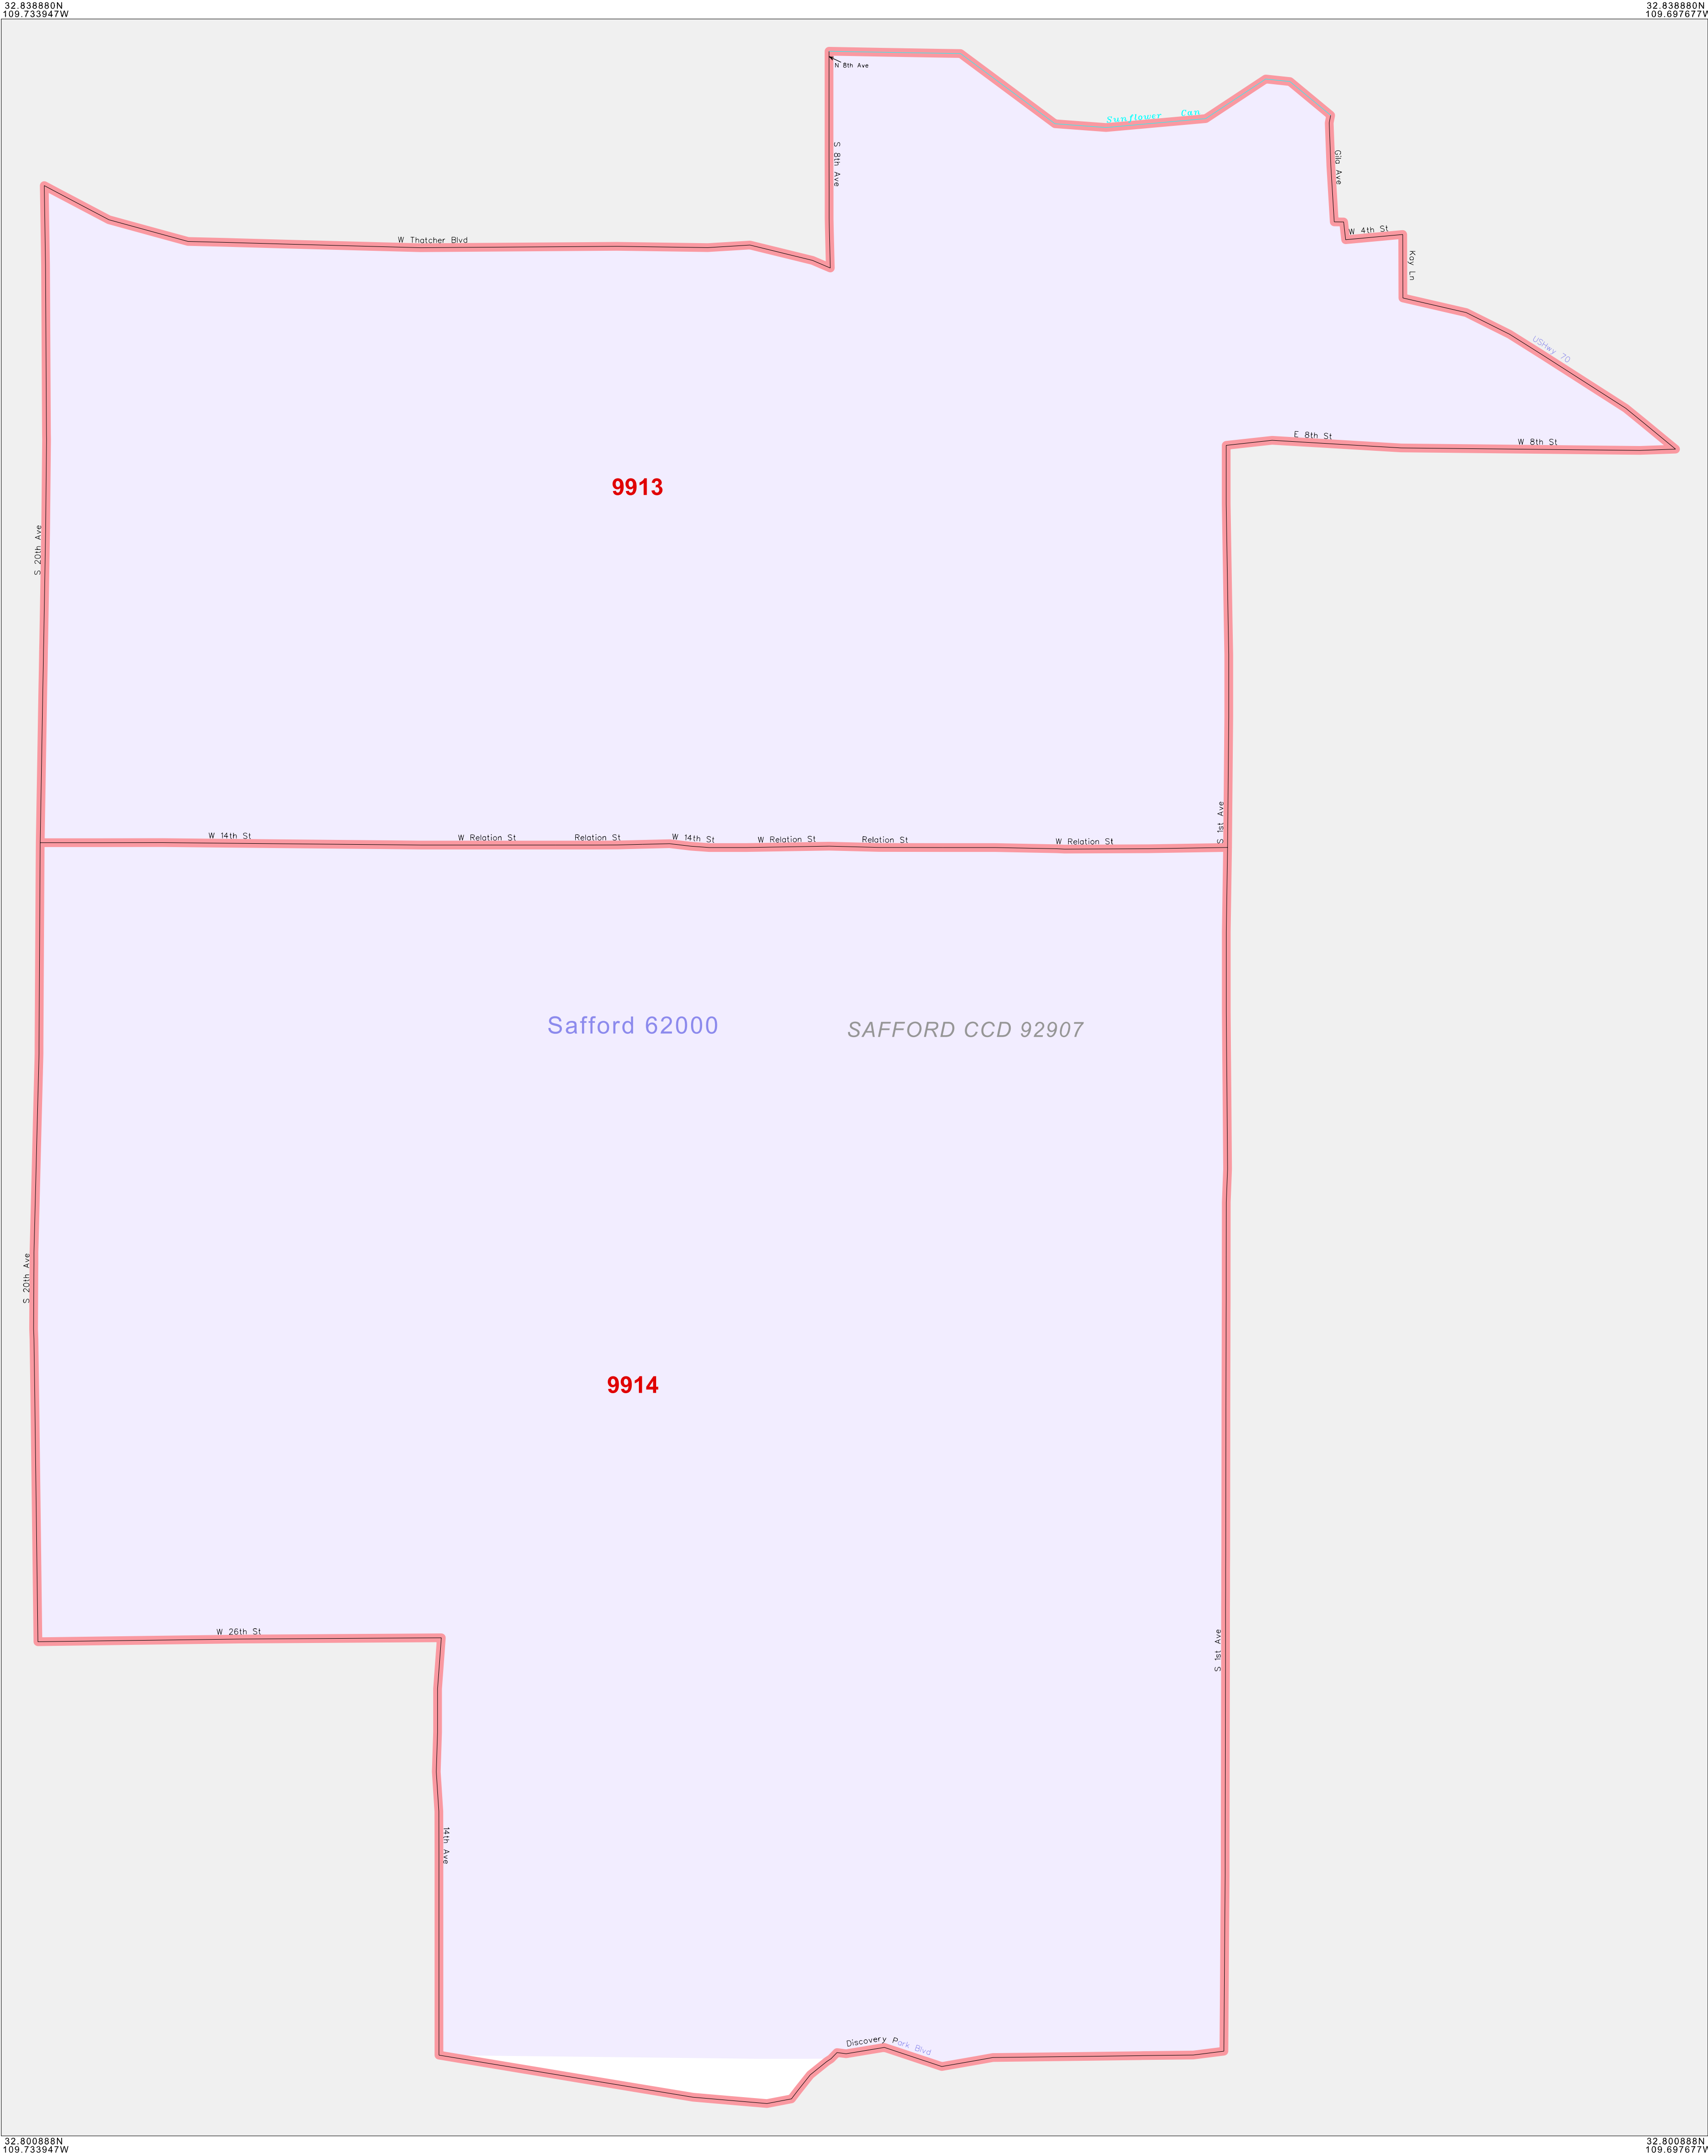 32.838880N
109.733947W
32.838880N
109.697677W
N 8th Ave
Sunflower Can
S 8th Ave
Gila Ave
W 4th St
W Thatcher Blvd
Kay Ln
USHwy 70
E 8th St
W 8th St
9913
S 20th Ave
S 1st Ave
W 14th St
W Relation St
Relation St
W 14th St
W Relation St
Relation St
W Relation St
Safford 62000
SAFFORD CCD 92907
S 20th Ave
9914
W 26th St
S 1st Ave
14th Ave
Discovery Park Blvd
32.800888N
109.733947W
32.800888N
109.697677W